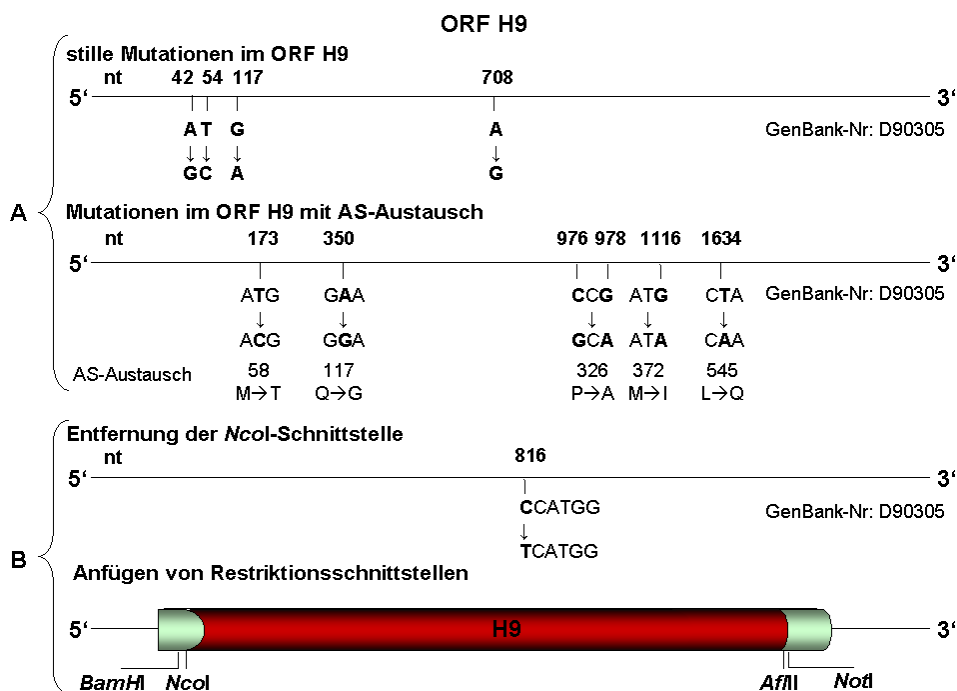 ORF H9
stille Mutationen im ORF H9
nt 42 54 117 708
5‘ 3‘
A T G A
GenBank-Nr: D90305
↓ ↓ ↓ ↓
G C A G
A
Mutationen im ORF H9 mit AS-Austausch
nt 173 350 976 978 1116 1634
5‘ 3‘
ATG GAA CCG ATG CTA GenBank-Nr: D90305
↓ ↓ ↓ ↓ ↓
ACG GGA GCA ATA CAA
58 117 326 372 545
AS-Austausch
M→T Q→G P→A M→I L→Q
Entfernung der NcoI-Schnittstelle
nt 816
5‘ 3‘
CCATGG GenBank-Nr: D90305
↓
TCATGG
B
Anfügen von Restriktionsschnittstellen
5‘ H9 3‘
BamHI NcoI AflII NotI